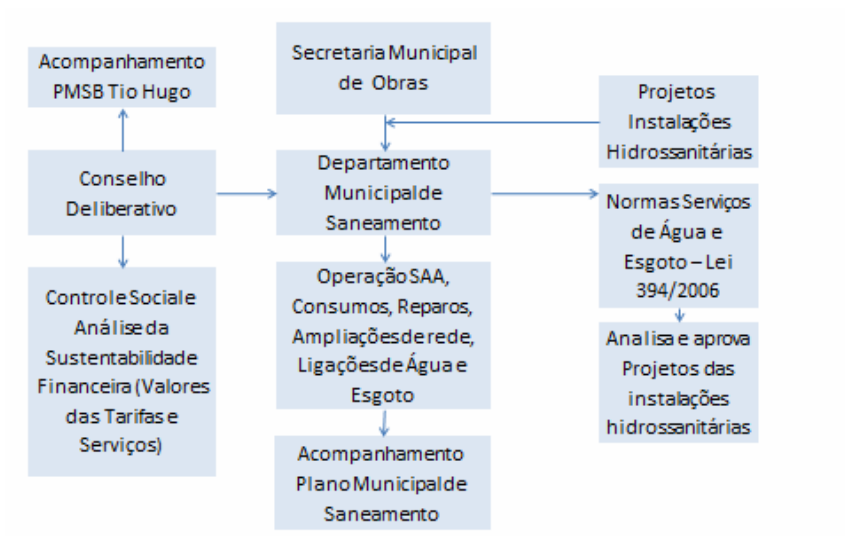 Acompanhamento
PMSB Tio Hugo
Conselho
Deliberativo
Controle Social e
Análise da
Sustentabilidade
Financeira (Valores
das Tarifas e
Serviços)
Secretaria Municipal
de Obras
Departamento
Municipal de
Saneamento
Operação SAA,
Consumos, Reparos,
Ampliações de rede,
Ligações de Água e
Esgoto
Acompanhamento
Plano Municipal de
Saneamento
Projetos
Instalações
Hidrossanitárias
Normas Serviços
de Água e
Esgoto – Lei
394/2006
Analisa e aprova
Projetos das
instalações
hidrossanitárias